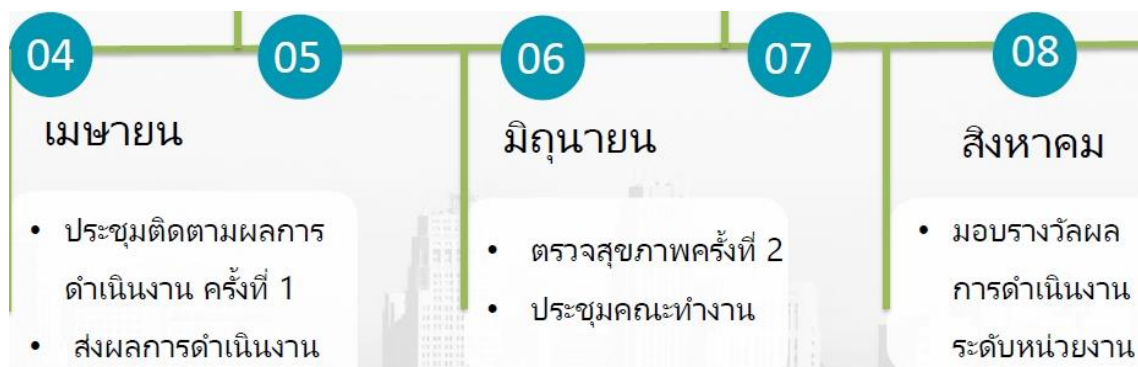 04
05
06
07
08
เมษายน
• ประชุมติดตามผลการ
ดำเนินงาน ครั้งที่ 1
• ส่งผลการดำเนินงาน
มิถุนายน
• ตรวจสุขภาพครั้งที่ 2
• ประชุมคณะทำงาน
สิงหาคม
• มอบรางวัลผล
การดำเนินงาน
ระดับหน่วยงาน